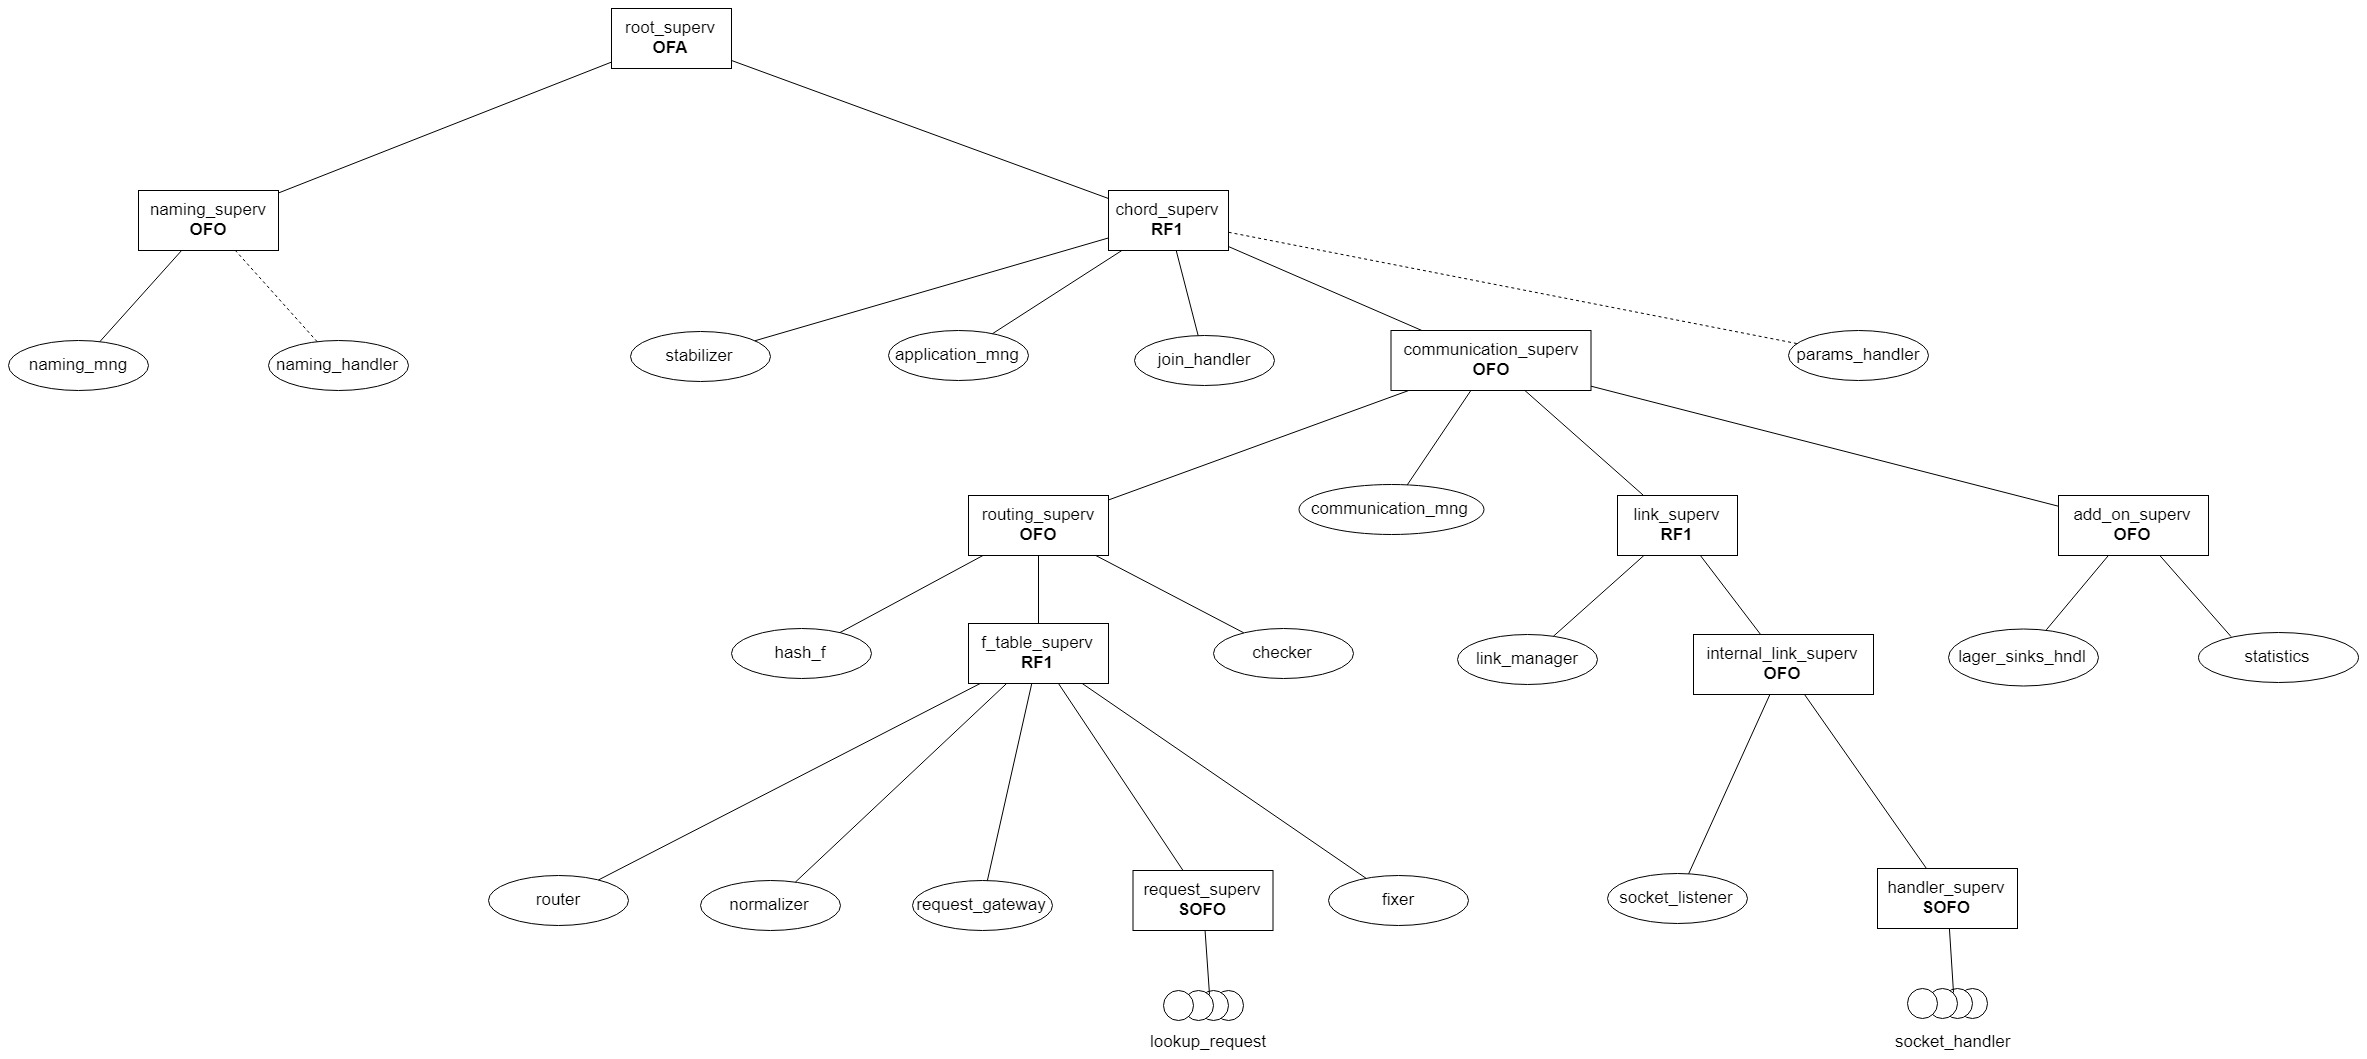 root_superv
OFA
naming_superv
OFO
chord_superv
RF1
naming_mng
naming_handler
stabilizer
application_mng
join_handler
communication_superv
OFO
params_handler
routing_superv
OFO
communication_mng
link_superv
RF1
add_on_superv
OFO
hash_f
f_table_superv
RF1
checker
link_manager
internal_link_superv
OFO
lager_sinks_hndl
statistics
router
normalizer
request_gateway
request_superv
SOFO
fixer
socket_listener
handler_superv
SOFO
lookup_request
socket_handler